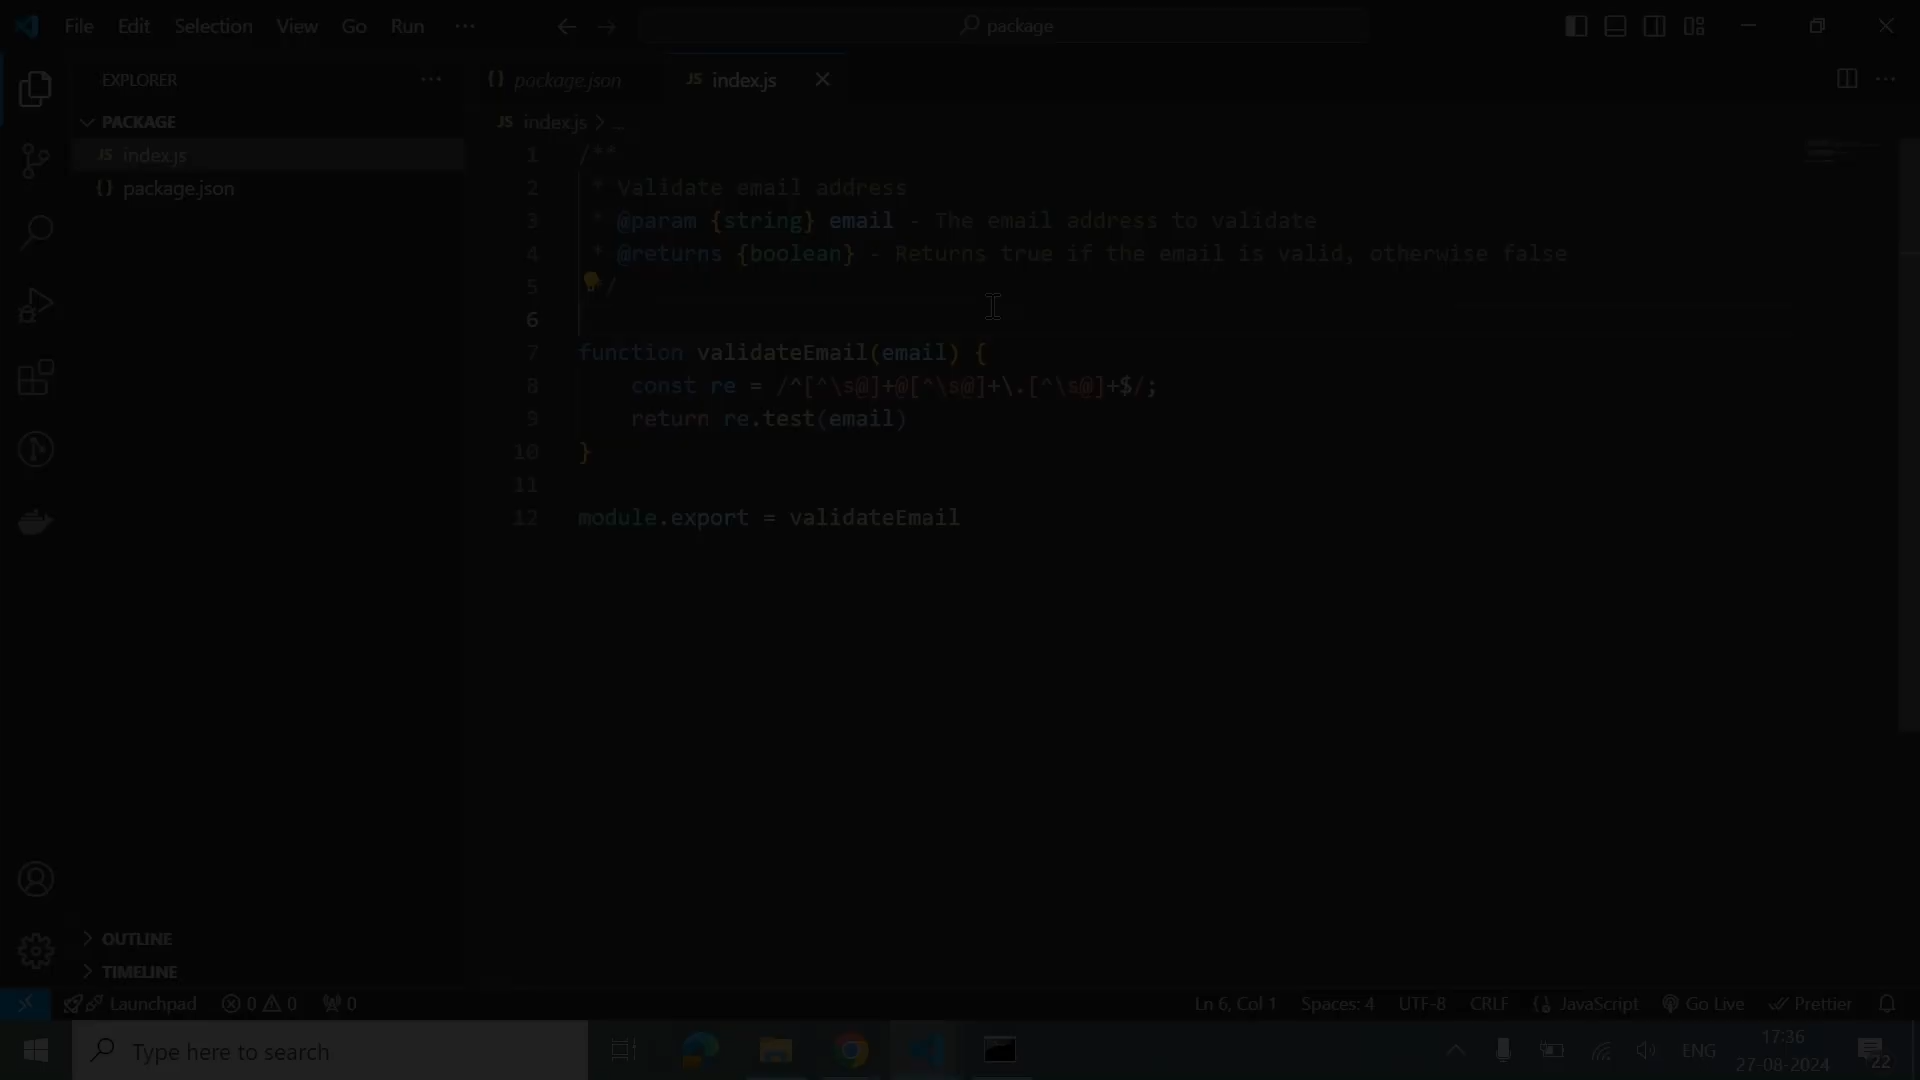 File Edit Selection View Go Run ···
package
EXPLORER ···
PACKAGE
JS index.js
{} package.json
{} package.json
JS index.js
JS index.js > ...
1 /**
2 * Validate email address
3 * @param {string} email - The email address to validate
4 * @returns {boolean} - Returns true if the email is valid, otherwise false
5 */
6
7 function validateEmail(email) {
8 const re = /^[^\s@]+@[^\s@]+\.[^\s@]+$/;
9 return re.test(email)
10 }
11
12 module.export = validateEmail
OUTLINE
TIMELINE
Launchpad 0 0 0
Ln 6, Col 1 Spaces: 4 UTF-8 CRLF JavaScript Go Live Prettier
Type here to search
ENG
17:36
27-08-2024
22